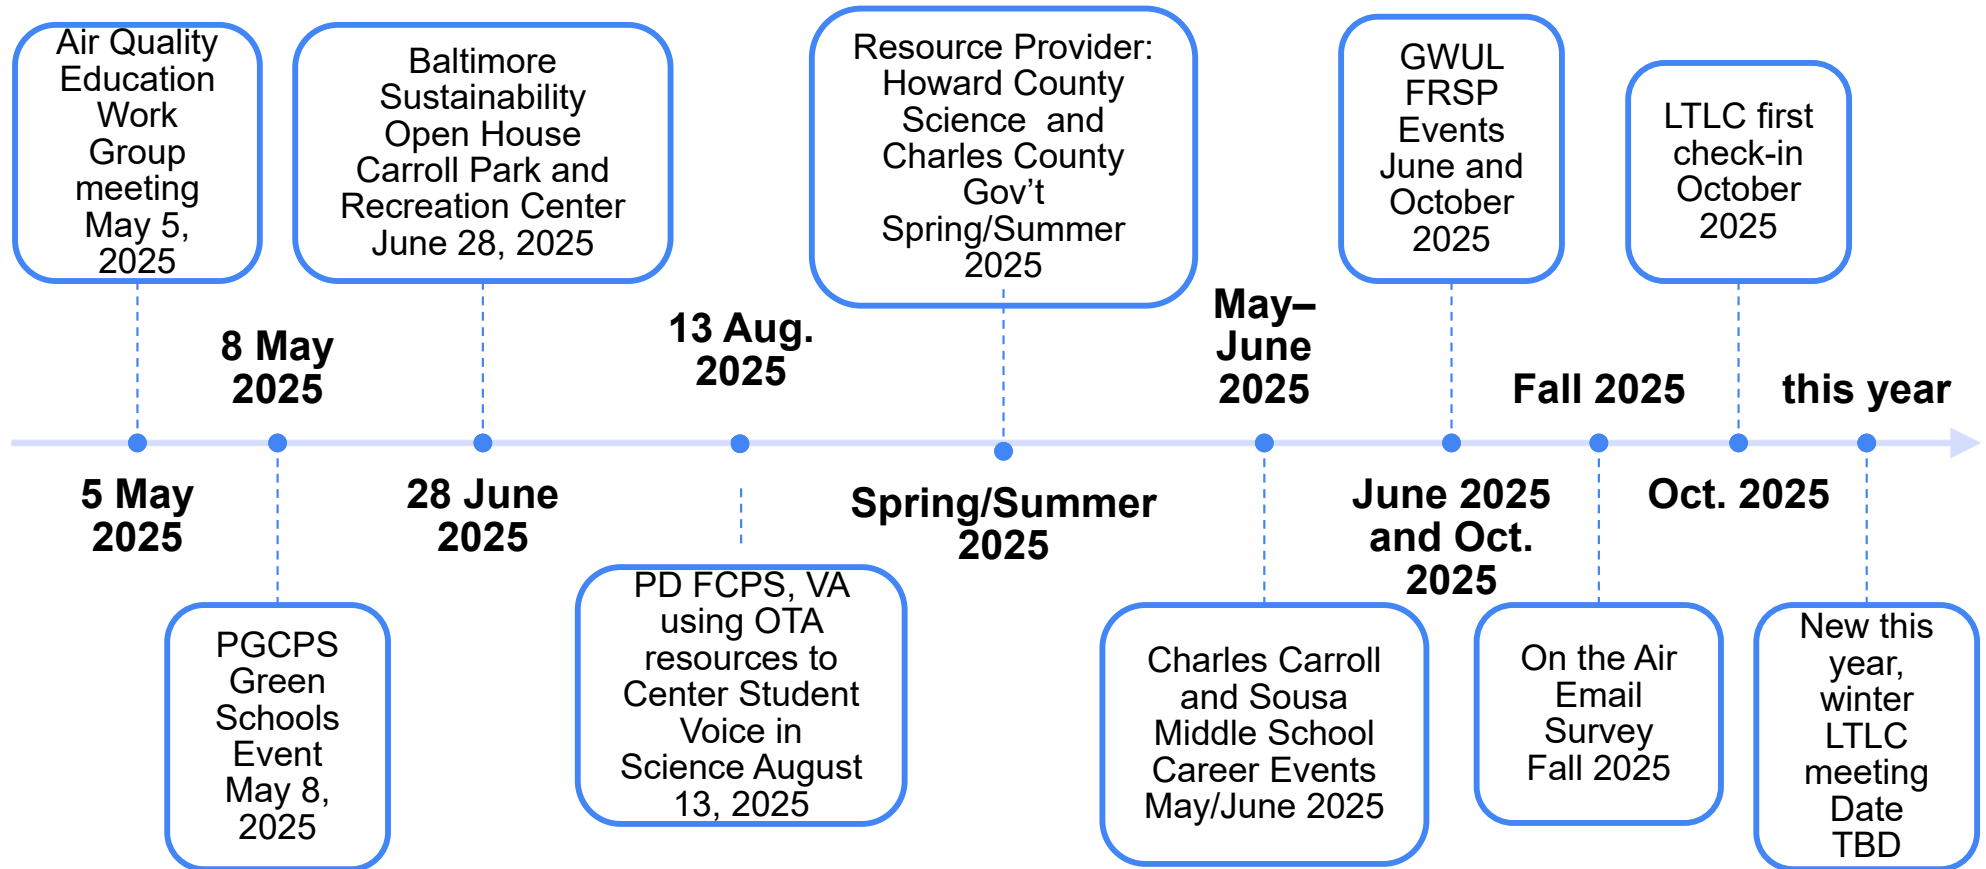 Air Quality
Education
Work
Group
meeting
May 5,
2025
Baltimore
Sustainability
Open House
Carroll Park and
Recreation Center
June 28, 2025
Resource Provider:
Howard County
Science  and
Charles County
Gov’t
Spring/Summer
2025
GWUL
FRSP
Events
June and
October
2025
LTLC first
check-in
October
2025
8 May
2025
13 Aug.
2025
May–
June
2025
Fall 2025
this year
5 May
2025
28 June
2025
Spring/Summer
2025
June 2025
and Oct.
2025
Oct. 2025
PGCPS
Green
Schools
Event
May 8,
2025
PD FCPS, VA
using OTA
resources to
Center Student
Voice in
Science August
13, 2025
Charles Carroll
and Sousa
Middle School
Career Events
May/June 2025
On the Air
Email
Survey
Fall 2025
New this
year,
winter
LTLC
meeting
Date
TBD